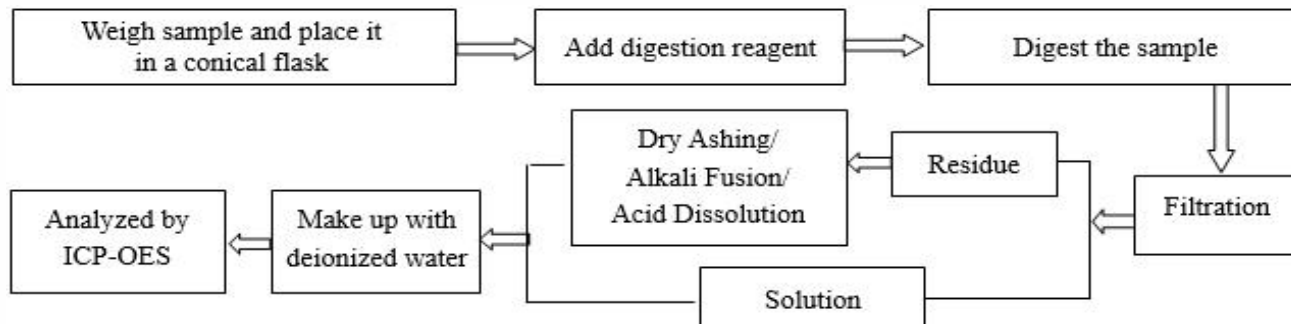 Weigh sample and place it
in a conical flask
Add digestion reagent
Digest the sample
Filtration
Residue
Dry Ashing/
Alkali Fusion/
Acid Dissolution
Solution
Make up with
deionized water
Analyzed by
ICP-OES